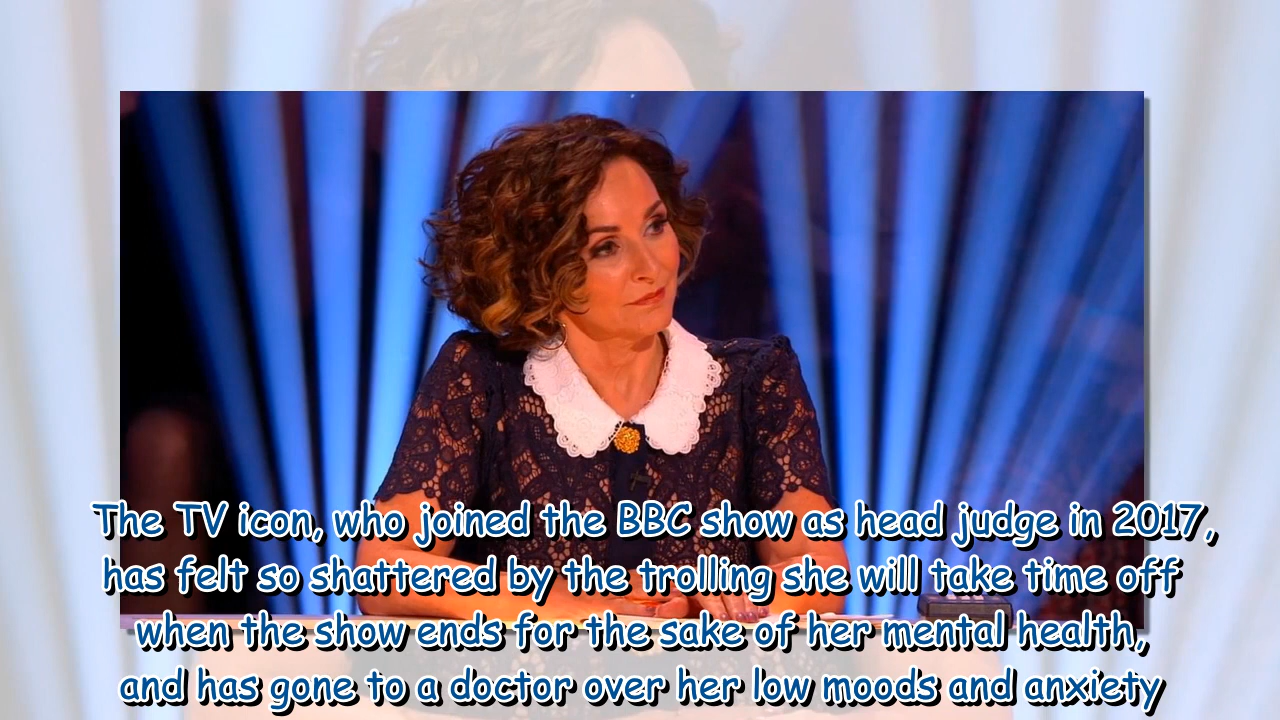 The TV icon, who joined the BBC show as head judge in 2017,
has felt so shattered by the trolling she will take time off
when the show ends for the sake of her mental health,
and has gone to a doctor over her low moods and anxiety